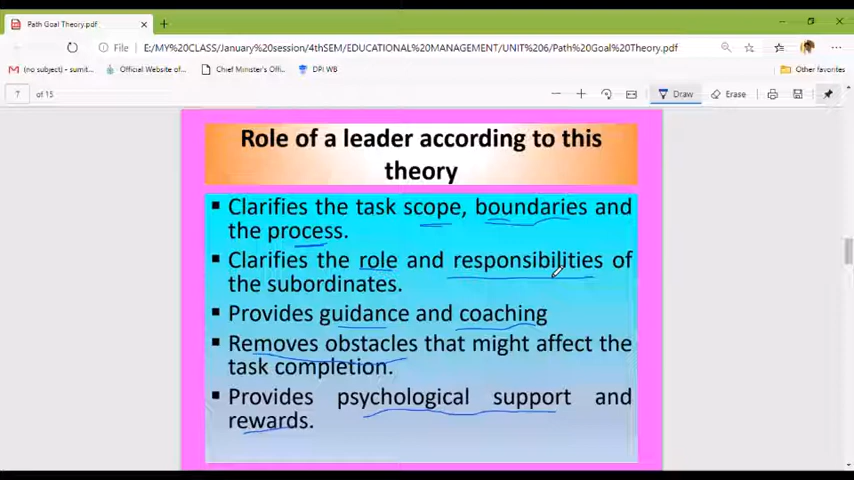 Path Goal Theory.pdf
File
E:/MY%20CLASS/January%20session/4thSEM/EDUCATIONAL%20MANAGEMENT/UNIT%206/Path%20Goal%20Theory.pdf
(no subject) - sumit...
Official Website of...
Chief Minister's Offi...
DPI WB
Other favorites
7 of 15
Draw
Erase
Role of a leader according to this
theory
▪ Clarifies the task scope, boundaries and
the process.
▪ Clarifies the role and responsibilities of
the subordinates.
▪ Provides guidance and coaching
▪ Removes obstacles that might affect the
task completion.
▪ Provides psychological support and
rewards.